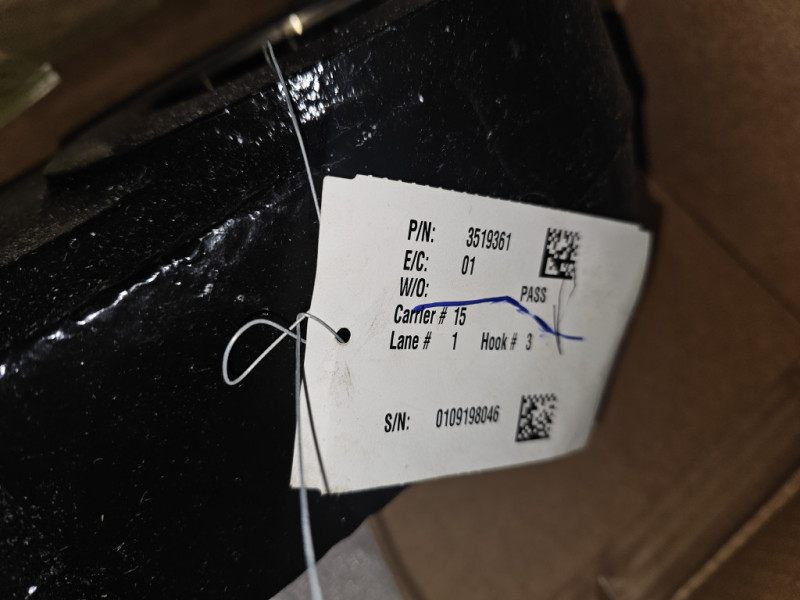 P/N: 3519361
E/C: 01
W/O: PASS
Carrier # 15
Lane # 1 Hook # 3
S/N: 0109198046